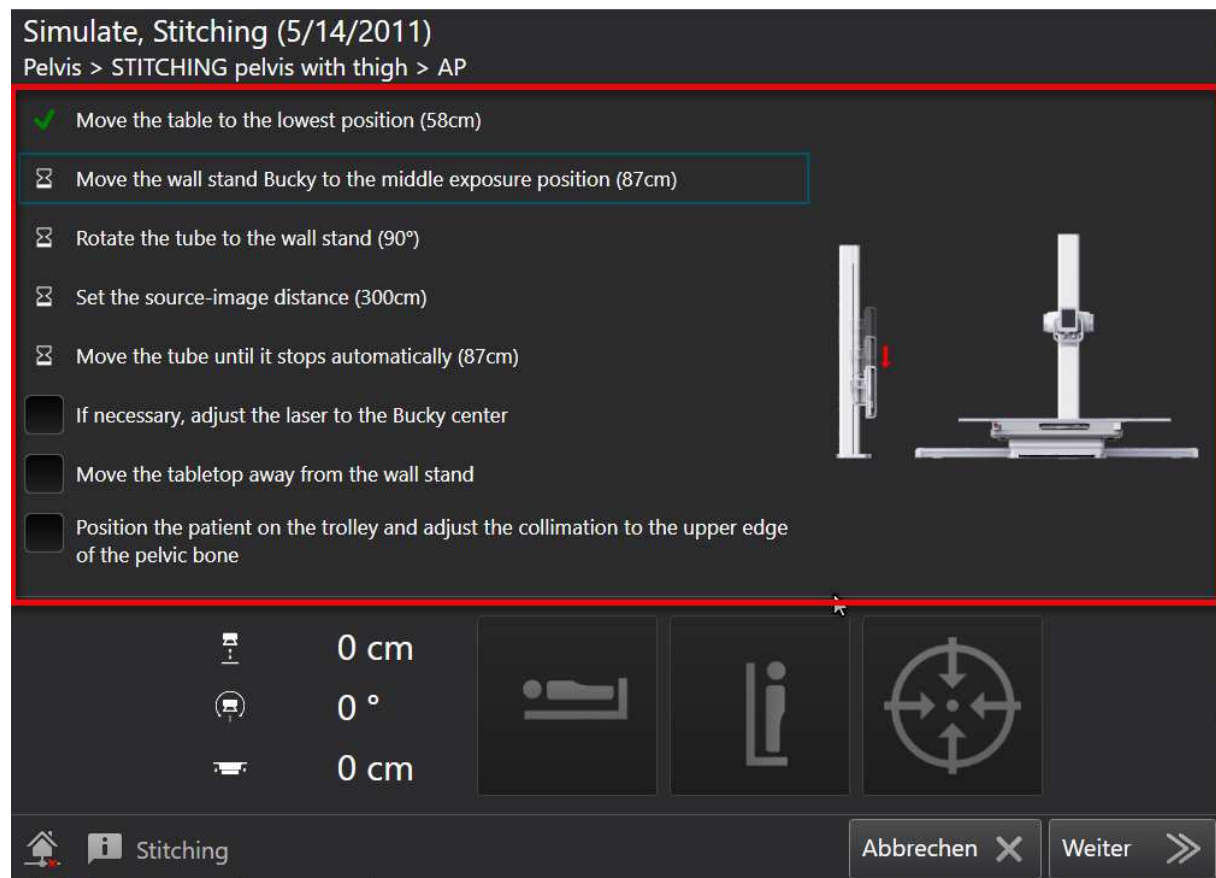 Simulate, Stitching (5/14/2011)
Pelvis > STITCHING pelvis with thigh > AP
Move the table to the lowest position (58cm)
Move the wall stand Bucky to the middle exposure position (87cm)
Rotate the tube to the wall stand (90°)
Set the source-image distance (300cm)
Move the tube until it stops automatically (87cm)
If necessary, adjust the laser to the Bucky center
Move the tabletop away from the wall stand
Position the patient on the trolley and adjust the collimation to the upper edge
of the pelvic bone
0 cm
0 °
0 cm
Stitching
Abbrechen
Weiter